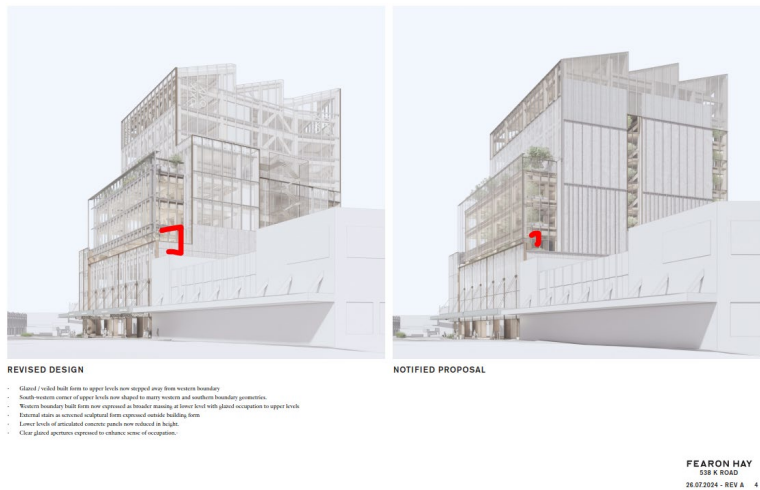 REVISED DESIGN
NOTIFIED PROPOSAL
- Glazed / veiled built form to upper levels now stepped away from western boundary
- South-western corner of upper levels now shaped to marry western and southern boundary geometries.
- Western boundary built form now expressed as broader massing at lower level with glazed occupation to upper levels
- External stairs as screened sculptural form expressed outside building form
- Lower levels of articulated concrete panels now reduced in height.
- Clear glazed apertures expressed to enhance sense of occupation.
FEARON HAY
538 K ROAD
26.07.2024 - REV A 4